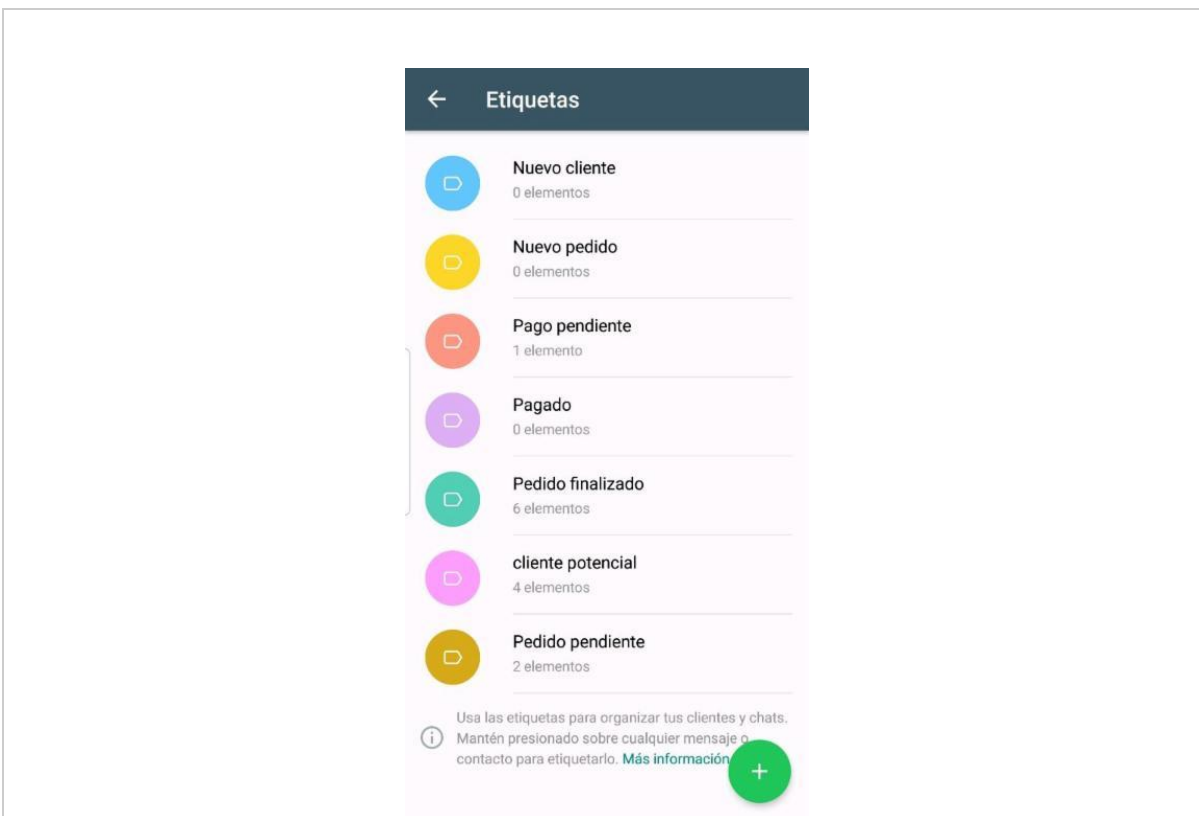 Etiquetas
Nuevo cliente
0 elementos
Nuevo pedido
0 elementos
Pago pendiente
1 elemento
Pagado
0 elementos
Pedido finalizado
6 elementos
cliente potencial
4 elementos
Pedido pendiente
2 elementos
Usa las etiquetas para organizar tus clientes y chats.
Mantén presionado sobre cualquier mensaje o
contacto para etiquetarlo. Más información